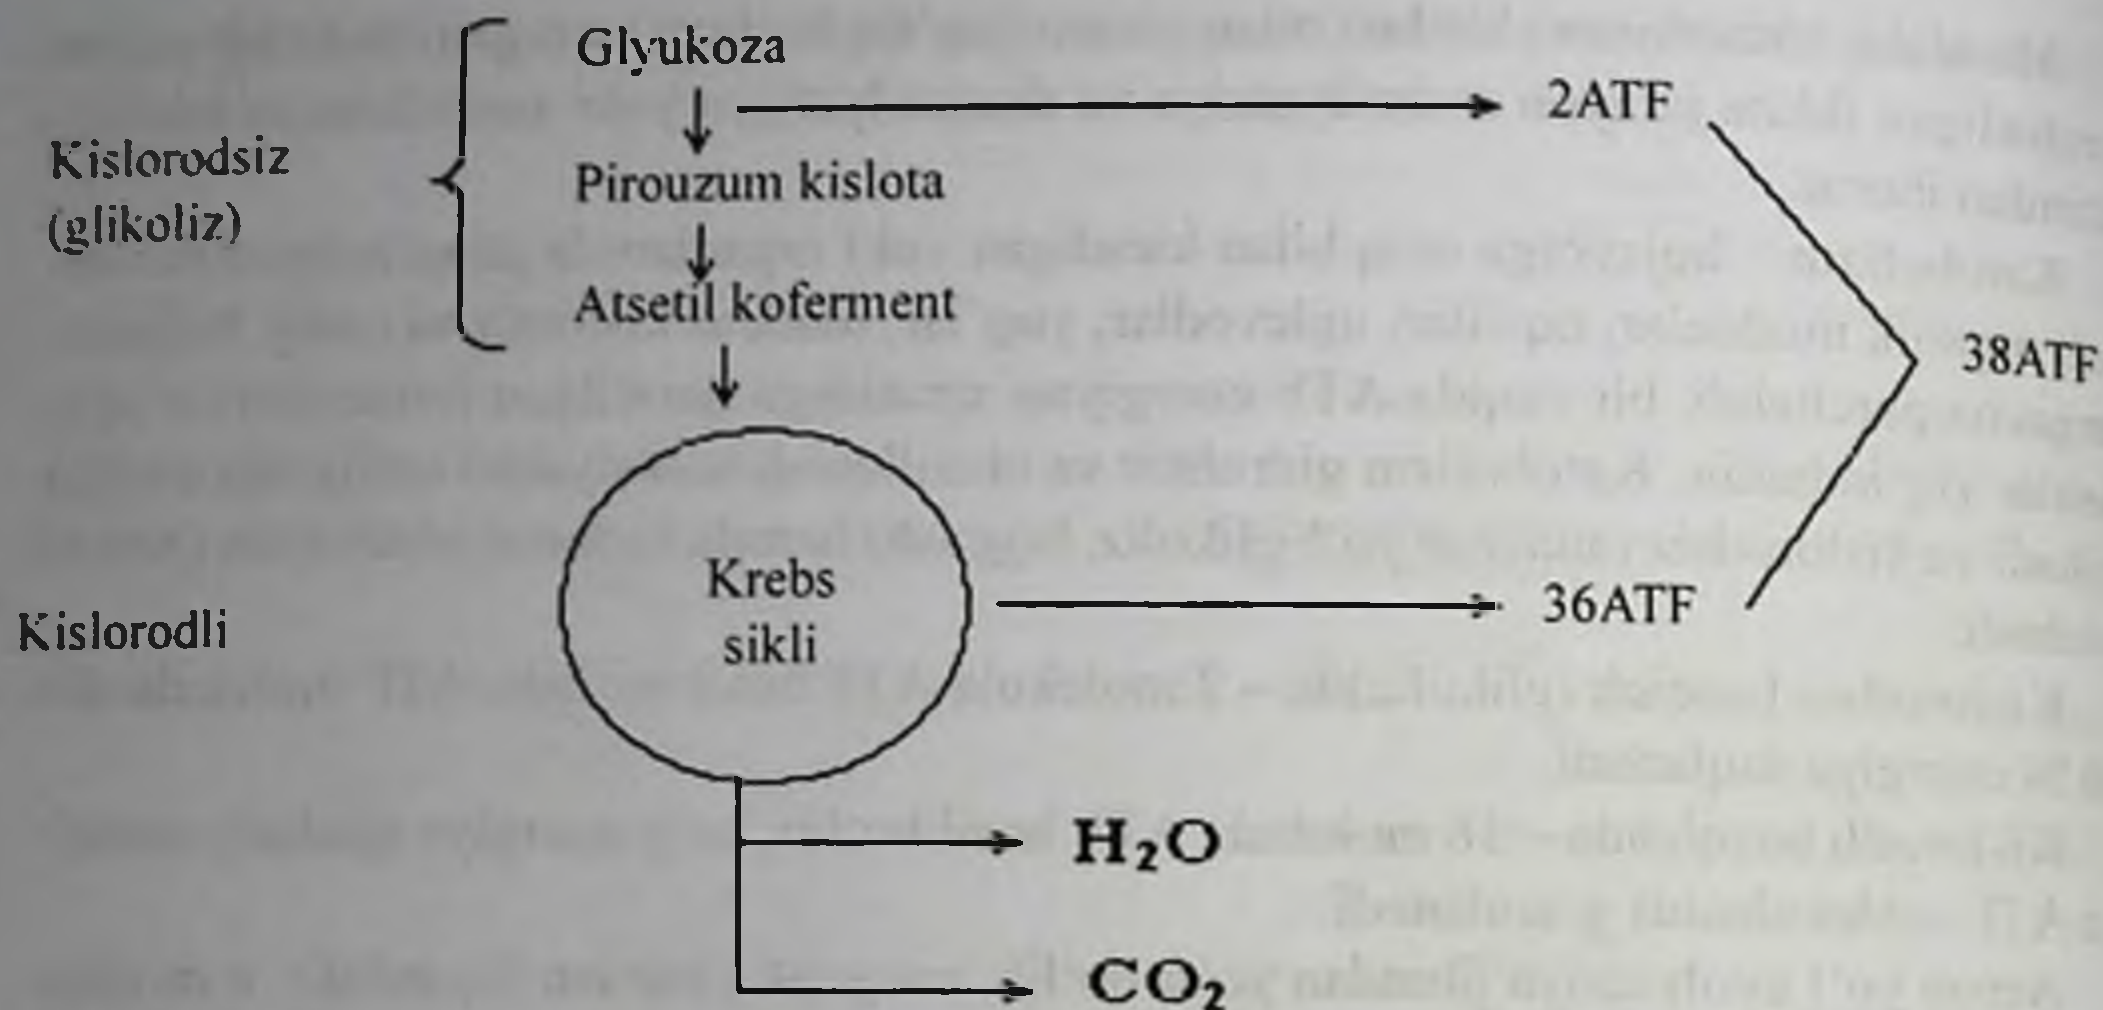 Glyukoza
2ATF
Kislorodsiz
(glikoliz)
Pirouzum kislota
Atsetil koferment
38ATF
Krebs
sikli
36ATF
Kislorodli
H₂O
CO₂